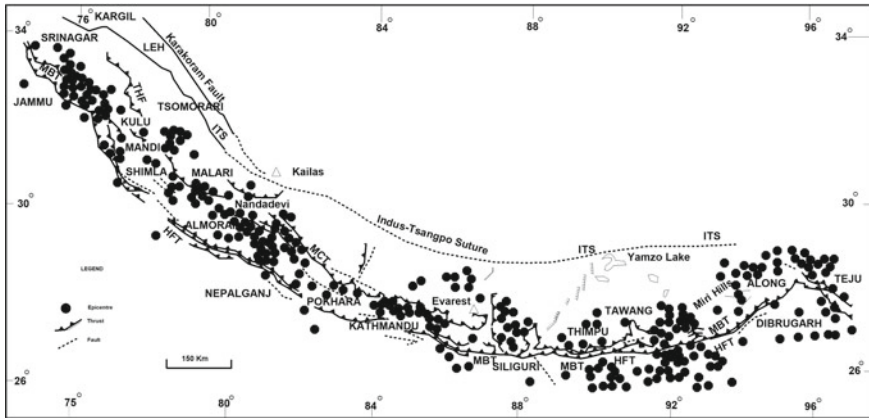 76° 80° 84° 88° 92°
34° 34°
KARGIL
SRINAGAR
LEH
Karakoram Fault
MBT
THF
JAMMU
TSOMORARI
KULU
ITS
MANDI
SHIMLA
MALARI
Kailas
30° 30°
Nandadevi
Indus-Tsangpo Suture
ITS
ITS
ALMORA
HFT
MCT
Yamzo Lake
Miri Hills
ALONG
TEJU
NEPALGANJ
POKHARA
Evarest
TAWANG
KATHMANDU
THIMPU
MBT
DIBRUGARH
MBT
SILIGURI
MBT
HFT
HFT
LEGEND
Epicentre
Thrust
Fault
150 Km
26° 26°
75° 80° 84° 88° 92° 96°